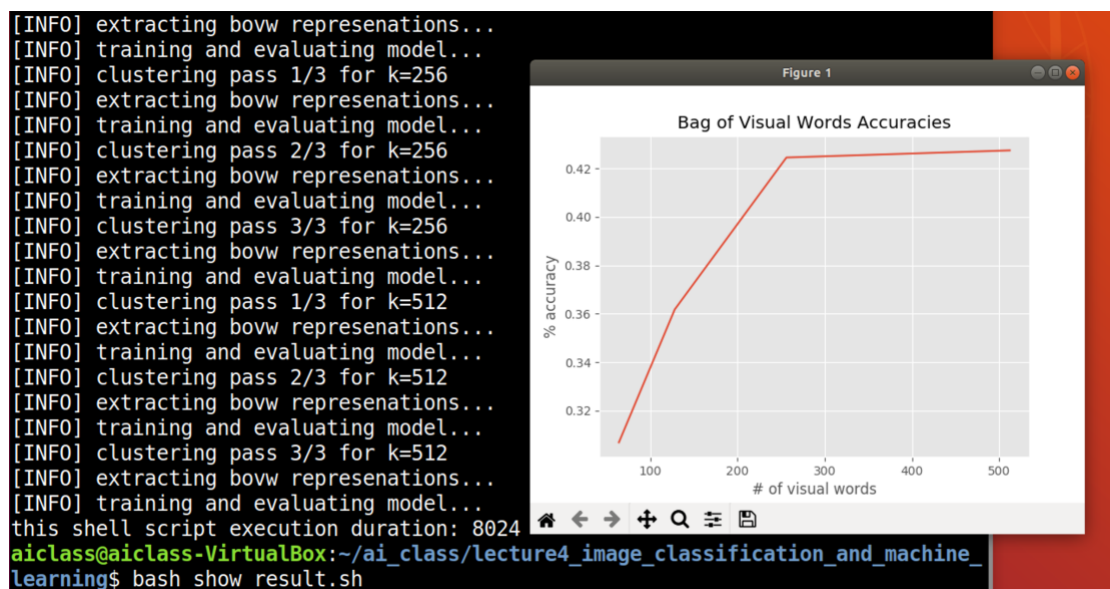 [INFO] extracting bovw represenations...
[INFO] training and evaluating model...
[INFO] clustering pass 1/3 for k=256
[INFO] extracting bovw represenations...
[INFO] training and evaluating model...
[INFO] clustering pass 2/3 for k=256
[INFO] extracting bovw represenations...
[INFO] training and evaluating model...
[INFO] clustering pass 3/3 for k=256
[INFO] extracting bovw represenations...
[INFO] training and evaluating model...
[INFO] clustering pass 1/3 for k=512
[INFO] extracting bovw represenations...
[INFO] training and evaluating model...
[INFO] clustering pass 2/3 for k=512
[INFO] extracting bovw represenations...
[INFO] training and evaluating model...
[INFO] clustering pass 3/3 for k=512
[INFO] extracting bovw represenations...
[INFO] training and evaluating model...
this shell script execution duration: 8024
aiclass@aiclass-VirtualBox:~/ai_class/lecture4_image_classification_and_machine_
learning$ bash show result.sh
Figure 1
Bag of Visual Words Accuracies
% accuracy
0.42
0.40
0.38
0.36
0.34
0.32
100 200 300 400 500
# of visual words